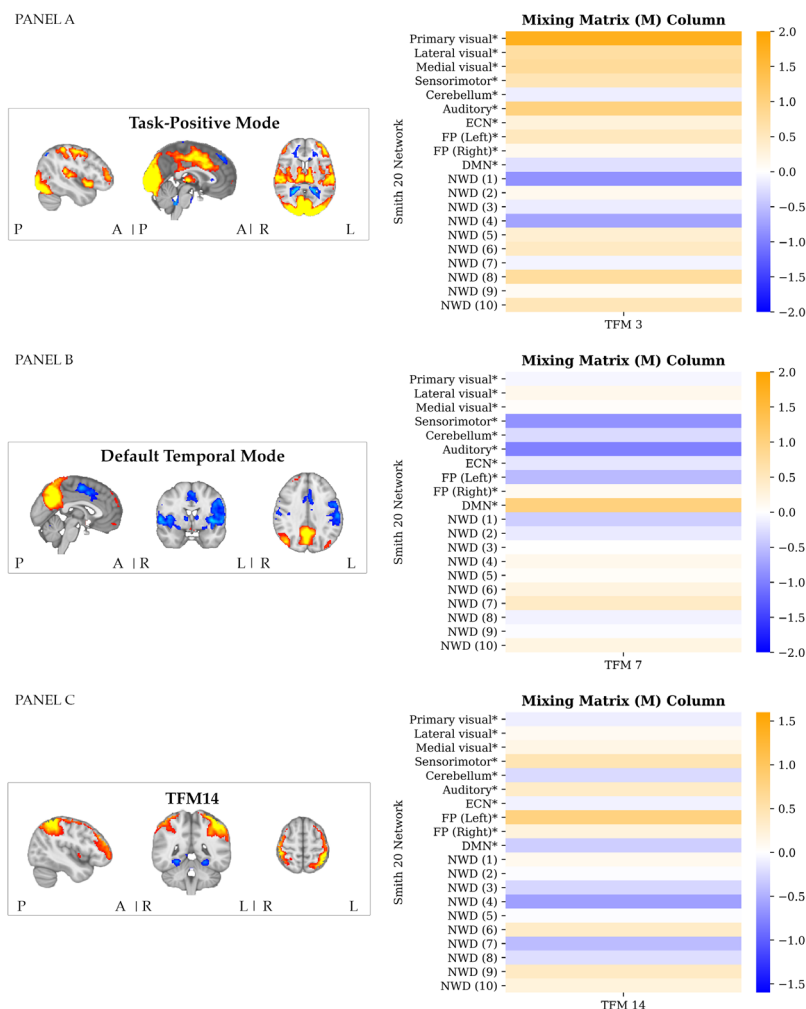 PANEL A
Task-Positive Mode
P A | P A | R L
Mixing Matrix (M) Column
Smith 20 Network
Primary visual*
Lateral visual*
Medial visual*
Sensorimotor*
Cerebellum*
Auditory*
ECN*
FP (Left)*
FP (Right)*
DMN*
NWD (1)
NWD (2)
NWD (3)
NWD (4)
NWD (5)
NWD (6)
NWD (7)
NWD (8)
NWD (9)
NWD (10)
TFM 3
2.0
1.5
1.0
0.5
0.0
−0.5
−1.0
−1.5
−2.0
PANEL B
Default Temporal Mode
P A | R L | R L
Mixing Matrix (M) Column
Smith 20 Network
Primary visual*
Lateral visual*
Medial visual*
Sensorimotor*
Cerebellum*
Auditory*
ECN*
FP (Left)*
FP (Right)*
DMN*
NWD (1)
NWD (2)
NWD (3)
NWD (4)
NWD (5)
NWD (6)
NWD (7)
NWD (8)
NWD (9)
NWD (10)
TFM 7
2.0
1.5
1.0
0.5
0.0
−0.5
−1.0
−1.5
−2.0
PANEL C
TFM14
P A | R L | R L
Mixing Matrix (M) Column
Smith 20 Network
Primary visual*
Lateral visual*
Medial visual*
Sensorimotor*
Cerebellum*
Auditory*
ECN*
FP (Left)*
FP (Right)*
DMN*
NWD (1)
NWD (2)
NWD (3)
NWD (4)
NWD (5)
NWD (6)
NWD (7)
NWD (8)
NWD (9)
NWD (10)
TFM 14
1.5
1.0
0.5
0.0
−0.5
−1.0
−1.5